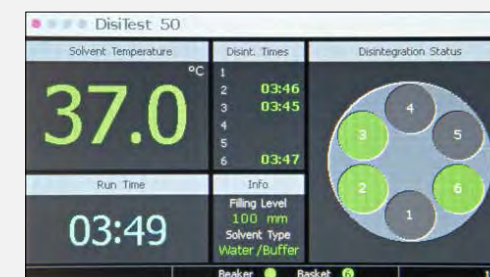 DisiTest 50
Solvent Temperature
37.0 °C
Disint. Times
1
2 03:46
3 03:45
4
5
6 03:47
Disintegration Status
4
3
5
2
6
1
Run Time
03:49
Info
Filling Level
100 mm
Solvent Type
Water/Buffer
Beaker Basket 6